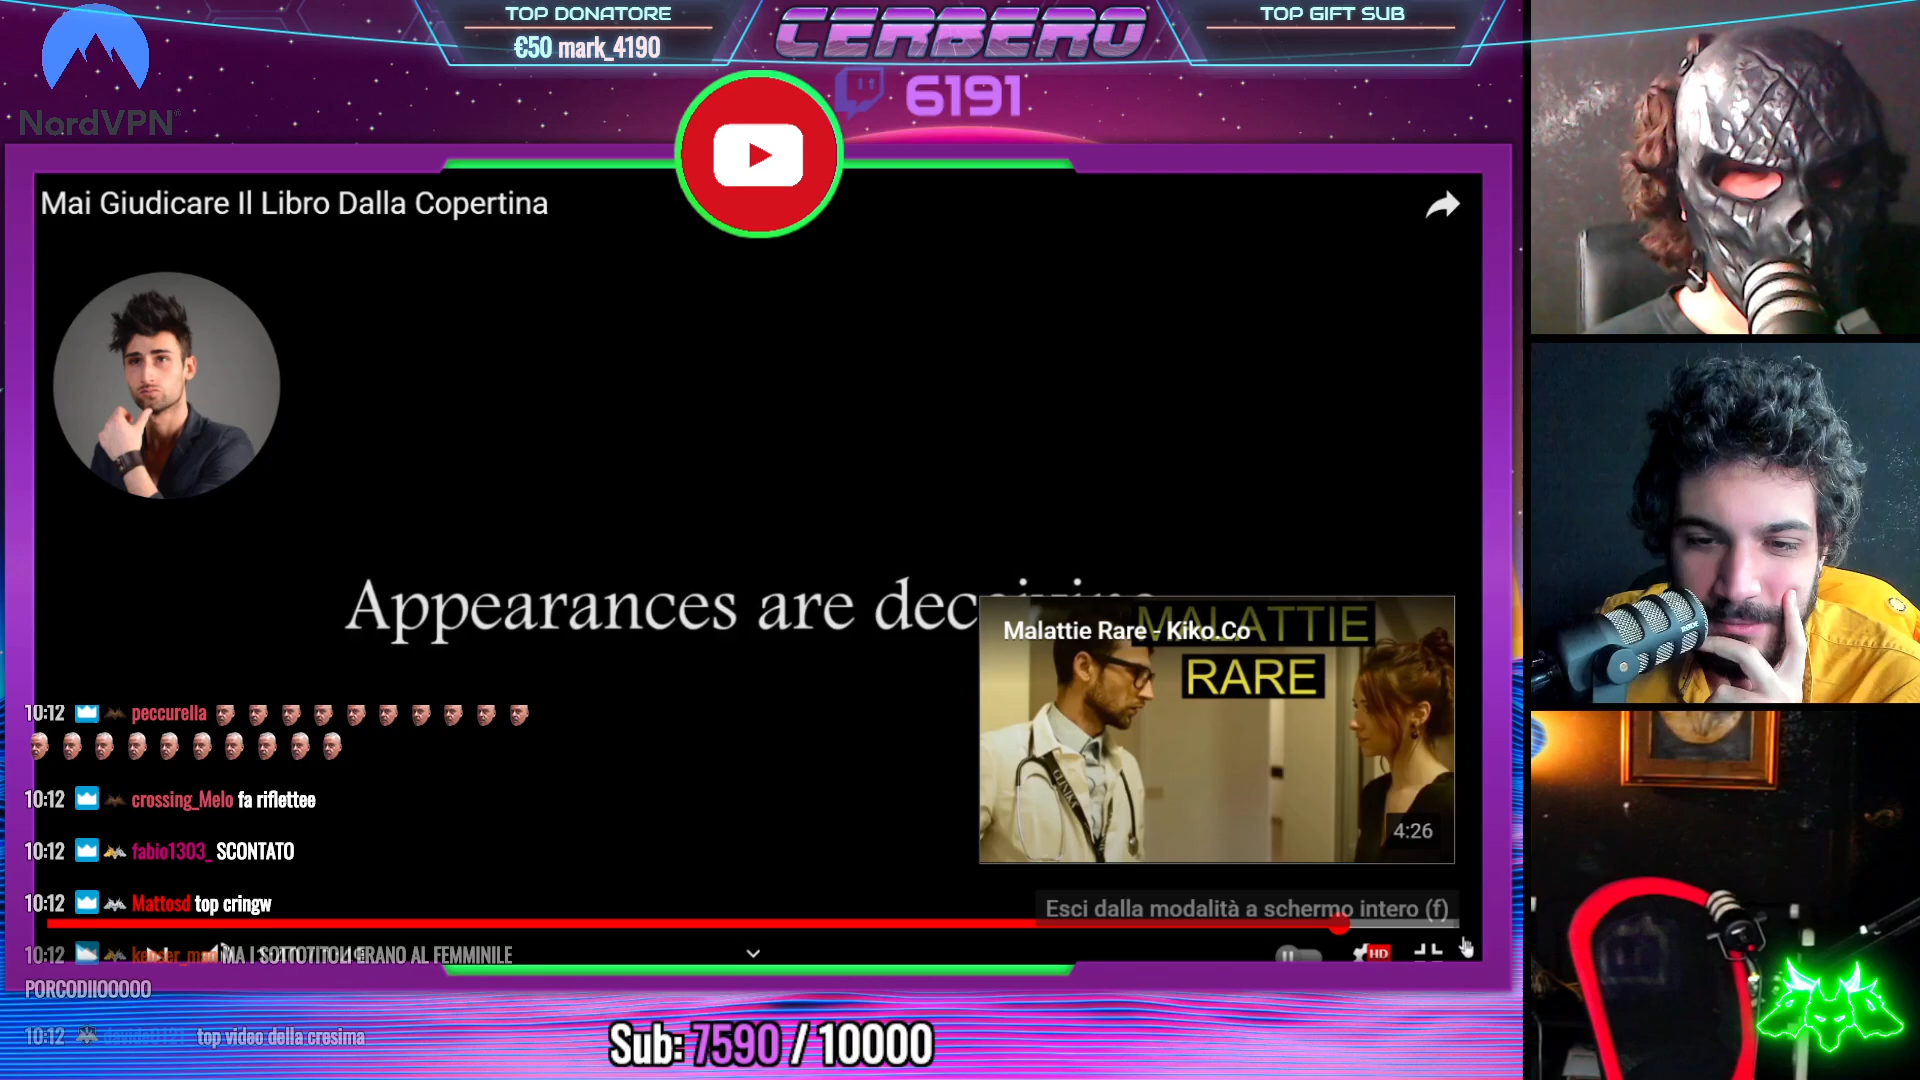 TOP DONATORE
€50 mark_4190
CERBERO
TOP GIFT SUB
6191
NordVPN
Mai Giudicare Il Libro Dalla Copertina
Appearances are
MALATTIE
Malattie Rare - Kiko.Co
RARE
4:26
RODE
10:12 peccurella
10:12 crossing_Melo fa riflettee
10:12 fabio1303_ SCONTATO
10:12 Mattosd top cringw
Esci dalla modalità a schermo intero (f)
10:12 MA I SOTTOTITOLI ERANO AL FEMMINILE
HD
PORCODIIOOOOO
10:12 top video della cresima
Sub: 7590 / 10000